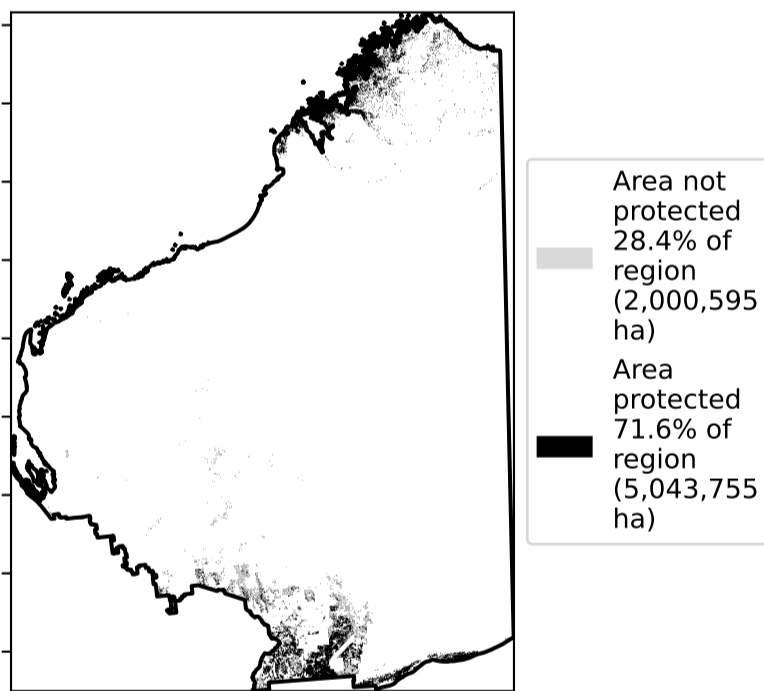 Area not
protected
28.4% of
region
(2,000,595
ha)
Area
protected
71.6% of
region
(5,043,755
ha)